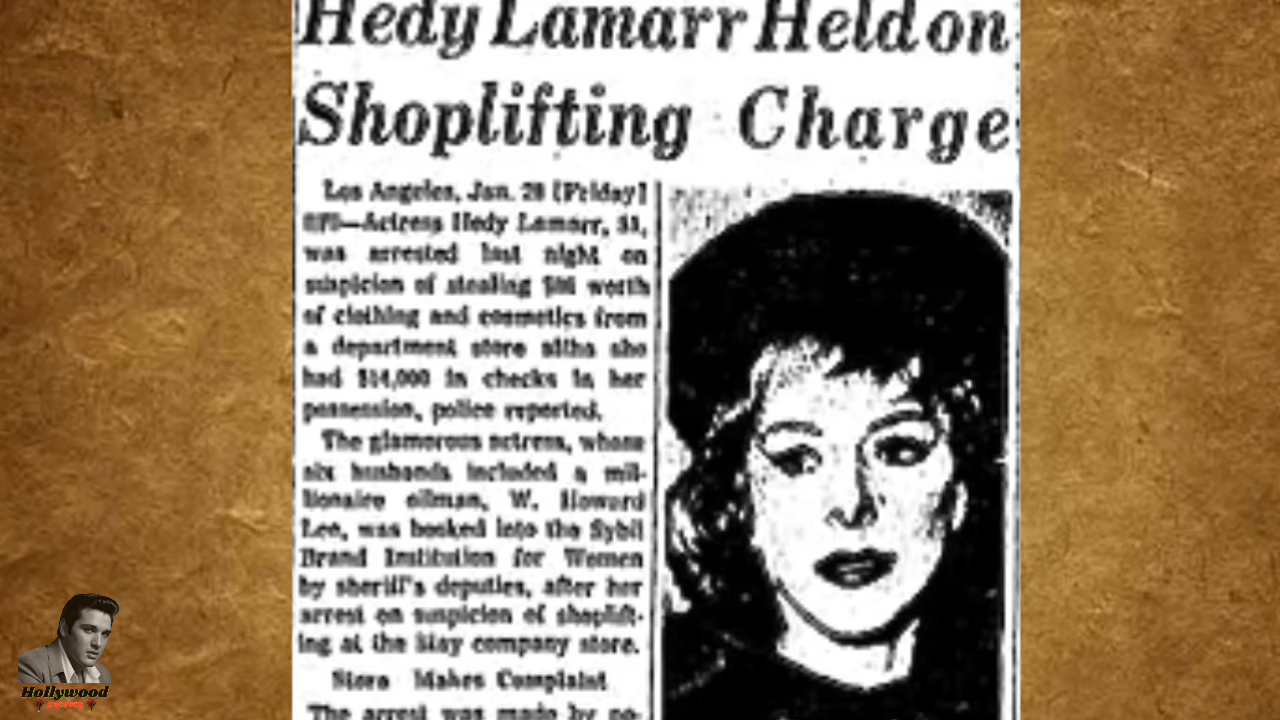 Hedy Lamarr Held on
Shoplifting Charge
Los Angeles, Jan. 28 [Friday]
UPI—Actress Hedy Lamarr, 51,
was arrested last night on
suspicion of stealing $86 worth
of clothing and cosmetics from
a department store altho she
had $14,000 in checks in her
possession, police reported.
The glamorous actress, whose
six husbands included a mil-
lionaire oilman, W. Howard
Lee, was booked into the Sybil
Brand Institution for Women
by sheriff's deputies, after her
arrest on suspicion of shoplift-
ing at the May company store.
Store Makes Complaint
The arrest was made by po-
Hollywood